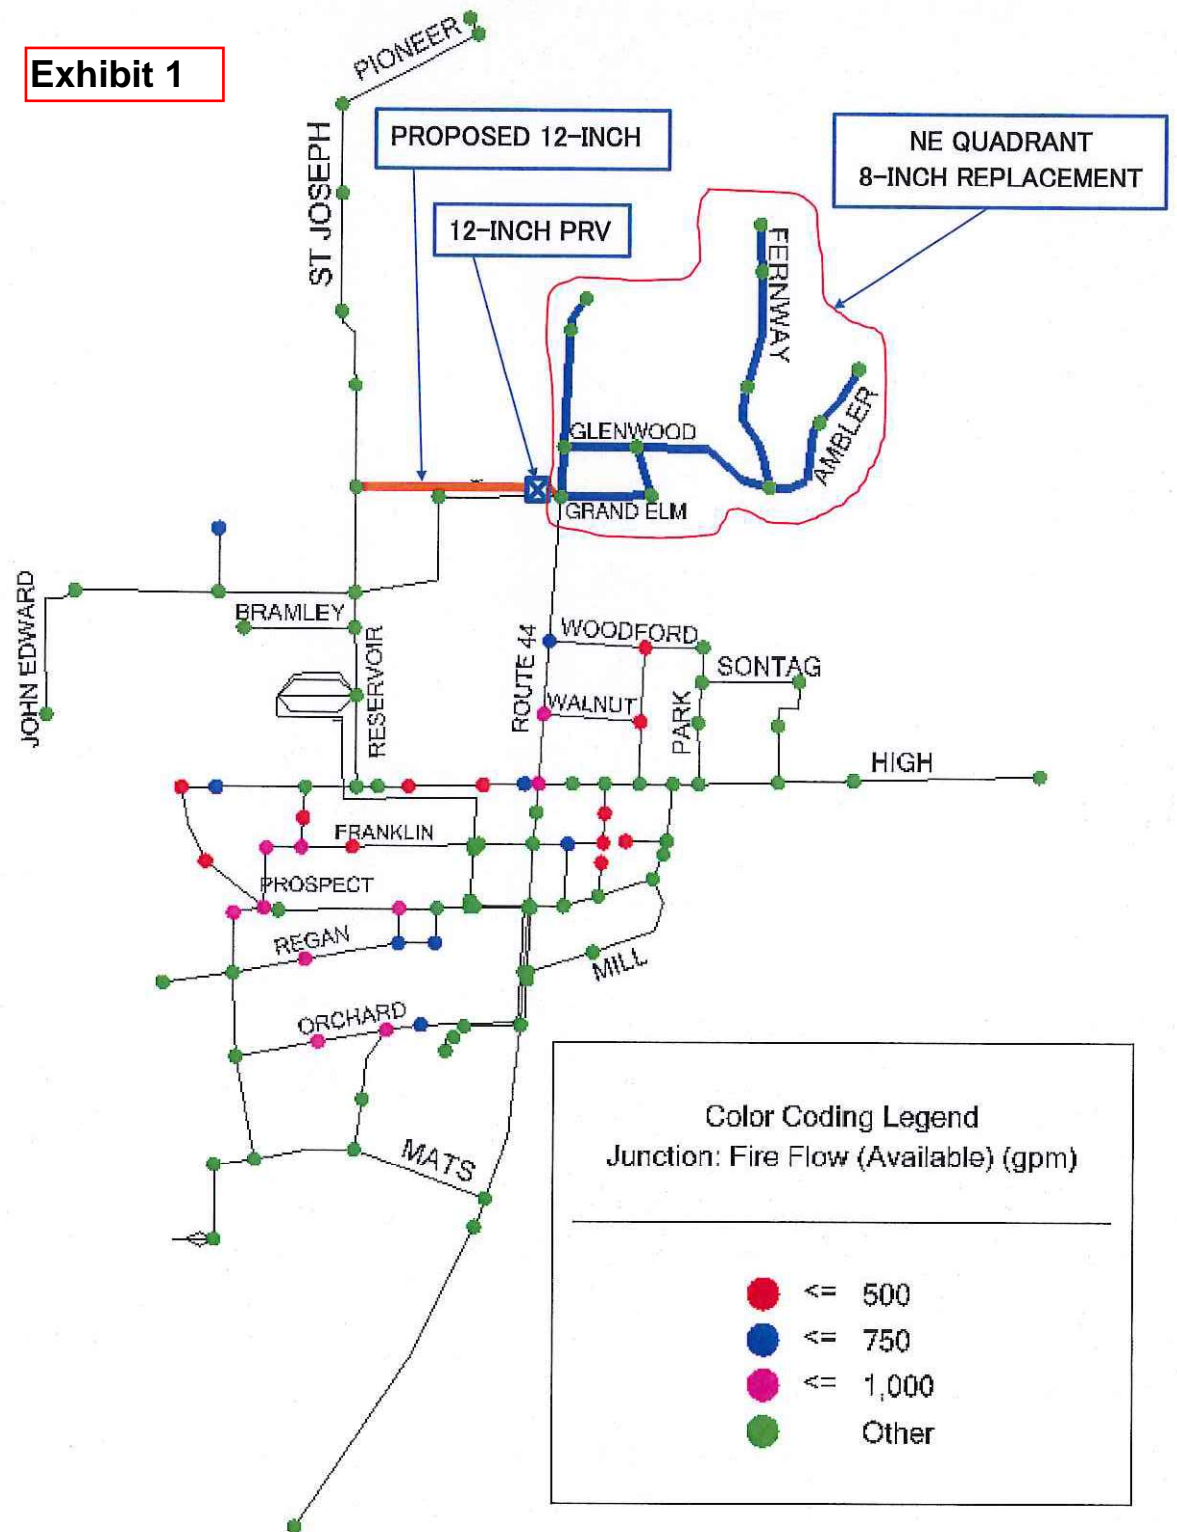 Exhibit 1
PIONEER
ST JOSEPH
PROPOSED 12-INCH
12-INCH PRV
NE QUADRANT
8-INCH REPLACEMENT
FERNWAY
AMBLER
GLENWOOD
GRAND ELM
JOHN EDWARD
BRAMLEY
RESERVOIR
ROUTE 44
WOODFORD
SONTAG
WALNUT
PARK
HIGH
FRANKLIN
PROSPECT
REGAN
MILL
ORCHARD
MATS
Color Coding Legend
Junction: Fire Flow (Available) (gpm)
<= 500
<= 750
<= 1,000
Other